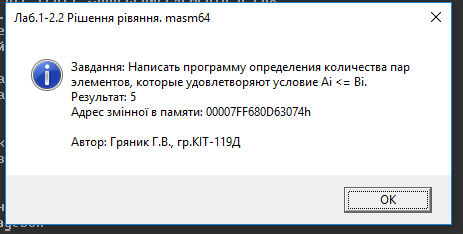 Лаб.1-2.2 Рішення рівяння. masm64
Завдання: Написать программу определения количества пар
элементов, которые удовлетворяют условие Ai <= Bi.
Результат: 5
Адрес змінної в памяти: 00007FF680D63074h
Автор: Гряник Г.В., гр.КІТ-119Д
OK